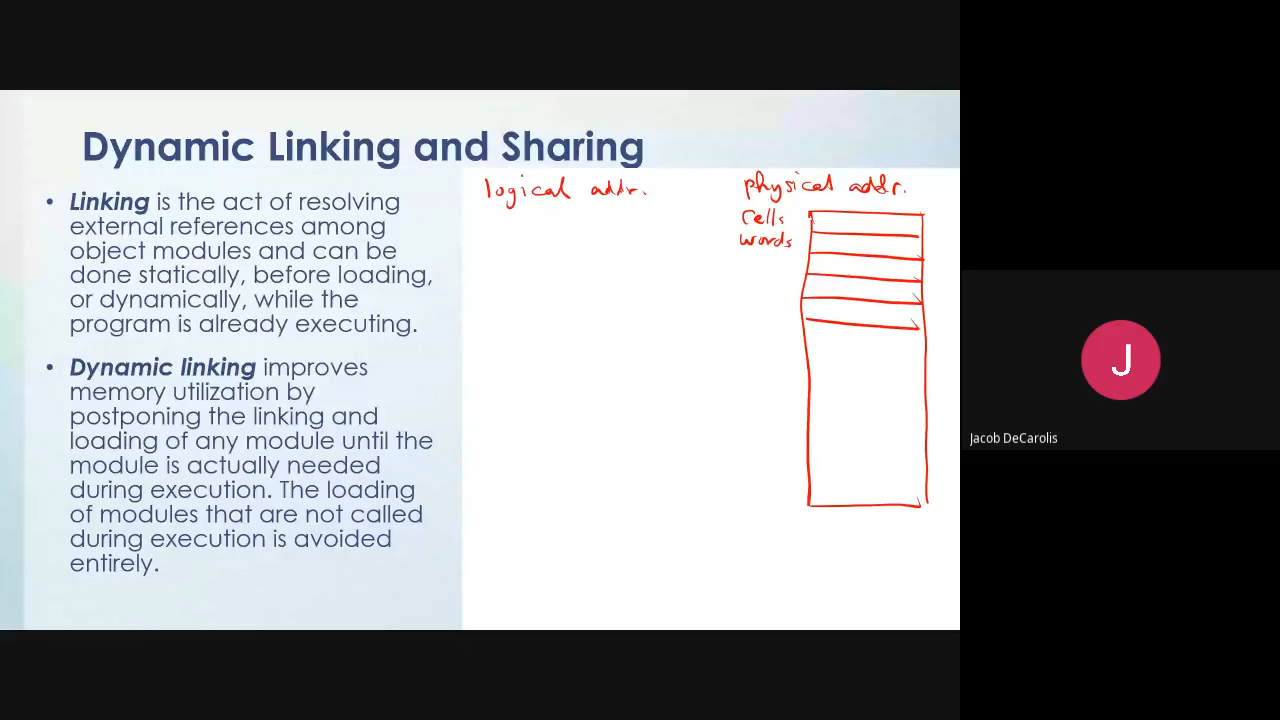 Dynamic Linking and Sharing
• Linking is the act of resolving
external references among
object modules and can be
done statically, before loading,
or dynamically, while the
program is already executing.
• Dynamic linking improves
memory utilization by
postponing the linking and
loading of any module until the
module is actually needed
during execution. The loading
of modules that are not called
during execution is avoided
entirely.
logical addr.
physical addr.
cells
words
J
Jacob DeCarolis